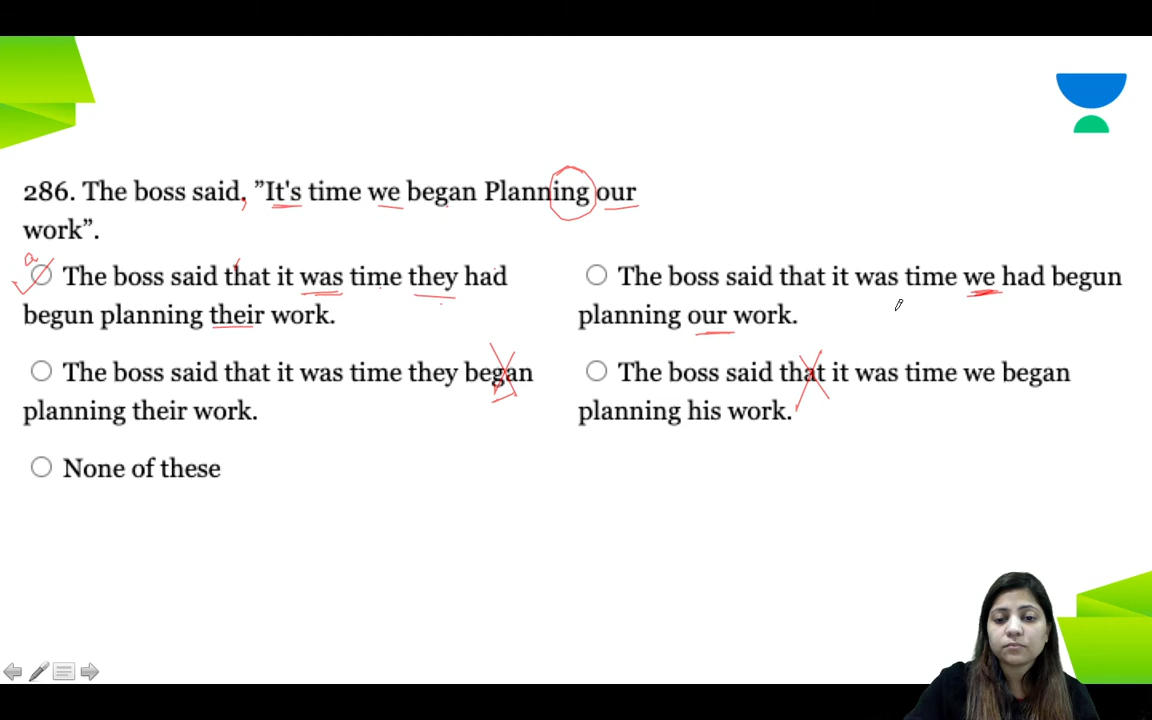 286. The boss said, ”It's time we began Planning our
work”.
a
The boss said that it was time they had
begun planning their work.
The boss said that it was time we had begun
planning our work.
The boss said that it was time they began
planning their work.
The boss said that it was time we began
planning his work.
None of these